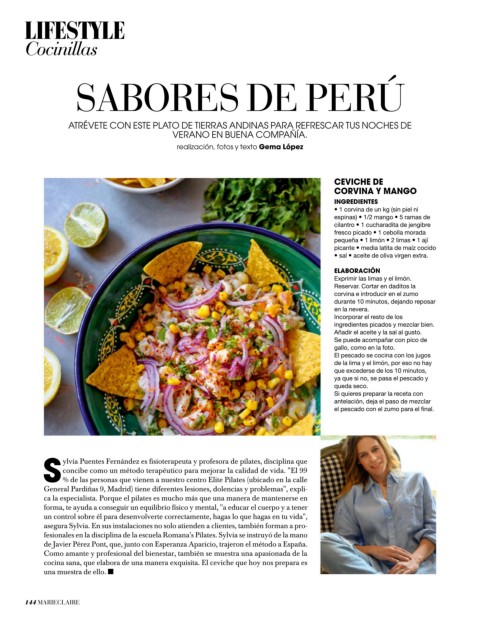 LIFESTYLE
Cocinillas
SABORES DE PERÚ
ATRÉVETE CON ESTE PLATO DE TIERRAS ANDINAS PARA REFRESCAR TUS NOCHES DE
VERANO EN BUENA COMPAÑÍA.
realización, fotos y texto Gema López
CEVICHE DE
CORVINA Y MANGO
INGREDIENTES
• 1 corvina de un kg (sin piel ni
espinas) • 1/2 mango • 5 ramas de
cilantro • 1 cucharadita de jengibre
fresco picado • 1 cebolla morada
pequeña • 1 limón • 2 limas • 1 ají
picante • media latita de maíz cocido
• sal • aceite de oliva virgen extra.
ELABORACIÓN
Exprimir las limas y el limón.
Reservar. Cortar en daditos la
corvina e introducir en el zumo
durante 10 minutos, dejando reposar
en la nevera.
Incorporar el resto de los
ingredientes picados y mezclar bien.
Añadir el aceite y la sal al gusto.
Se puede acompañar con pico de
gallo, como en la foto.
El pescado se cocina con los jugos
de la lima y el limón, por eso no hay
que excederse de los 10 minutos,
ya que si no, se pasa el pescado y
queda seco.
Si quieres preparar la receta con
antelación, deja el paso de mezclar
el pescado con el zumo para el final.
Sylvia Puentes Fernández es fisioterapeuta y profesora de pilates, disciplina que
concibe como un método terapéutico para mejorar la calidad de vida. "El 99
% de las personas que vienen a nuestro centro Elite Pilates (ubicado en la calle
General Pardiñas 9, Madrid) tiene diferentes lesiones, dolencias y problemas", expli-
ca la especialista. Porque el pilates es mucho más que una manera de mantenerse en
forma, te ayuda a conseguir un equilibrio físico y mental, "a educar el cuerpo y a tener
un control sobre él para desenvolverte correctamente, hagas lo que hagas en tu vida",
asegura Sylvia. En sus instalaciones no solo atienden a clientes, también forman a pro-
fesionales en la disciplina de la escuela Romana's Pilates. Sylvia se instruyó de la mano
de Javier Pérez Pont, que, junto con Esperanza Aparicio, trajeron el método a España.
Como amante y profesional del bienestar, también se muestra una apasionada de la
cocina sana, que elabora de una manera exquisita. El ceviche que hoy nos prepara es
una muestra de ello.
144 MARIE CLAIRE